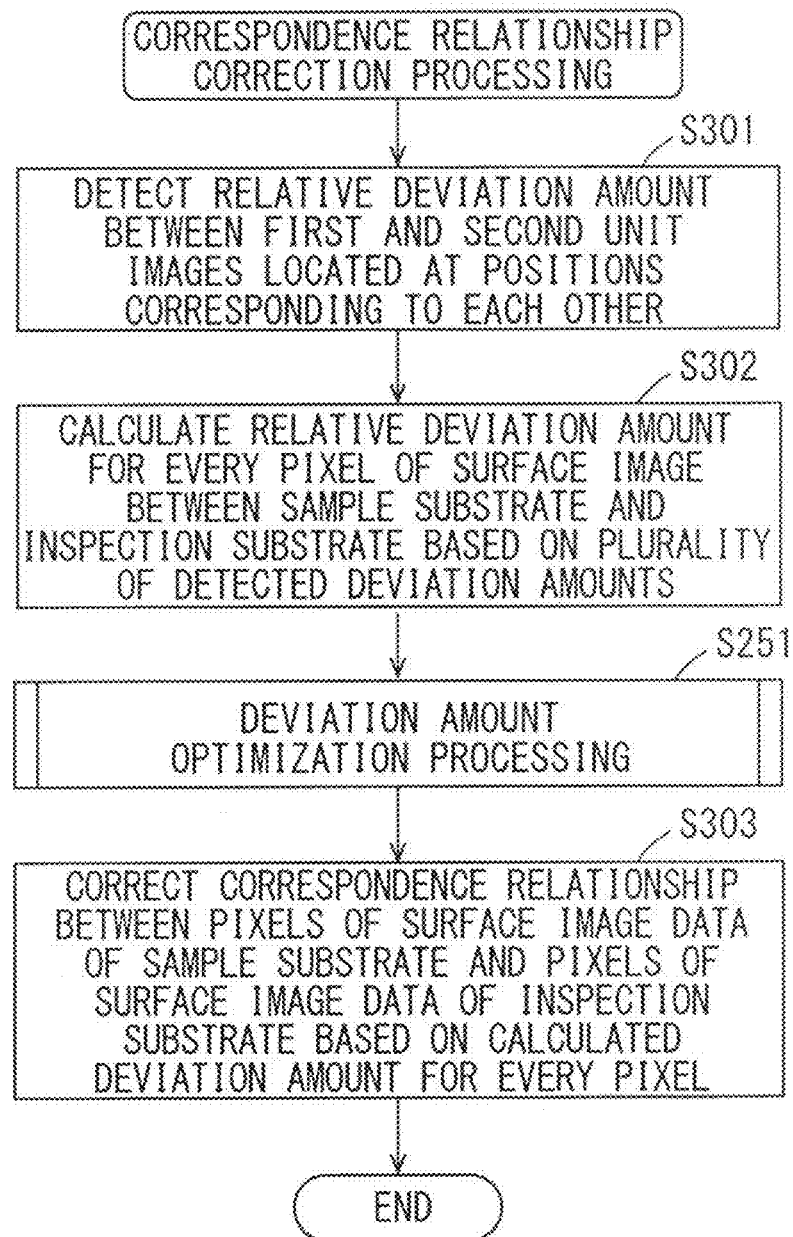 CORRESPONDENCE RELATIONSHIP
CORRECTION PROCESSING
S301
DETECT RELATIVE DEVIATION AMOUNT
BETWEEN FIRST AND SECOND UNIT
IMAGES LOCATED AT POSITIONS
CORRESPONDING TO EACH OTHER
S302
CALCULATE RELATIVE DEVIATION AMOUNT
FOR EVERY PIXEL OF SURFACE IMAGE
BETWEEN SAMPLE SUBSTRATE AND
INSPECTION SUBSTRATE BASED ON PLURALITY
OF DETECTED DEVIATION AMOUNTS
S251
DEVIATION AMOUNT
OPTIMIZATION PROCESSING
S303
CORRECT CORRESPONDENCE RELATIONSHIP
BETWEEN PIXELS OF SURFACE IMAGE DATA
OF SAMPLE SUBSTRATE AND PIXELS OF
SURFACE IMAGE DATA OF INSPECTION
SUBSTRATE BASED ON CALCULATED
DEVIATION AMOUNT FOR EVERY PIXEL
END